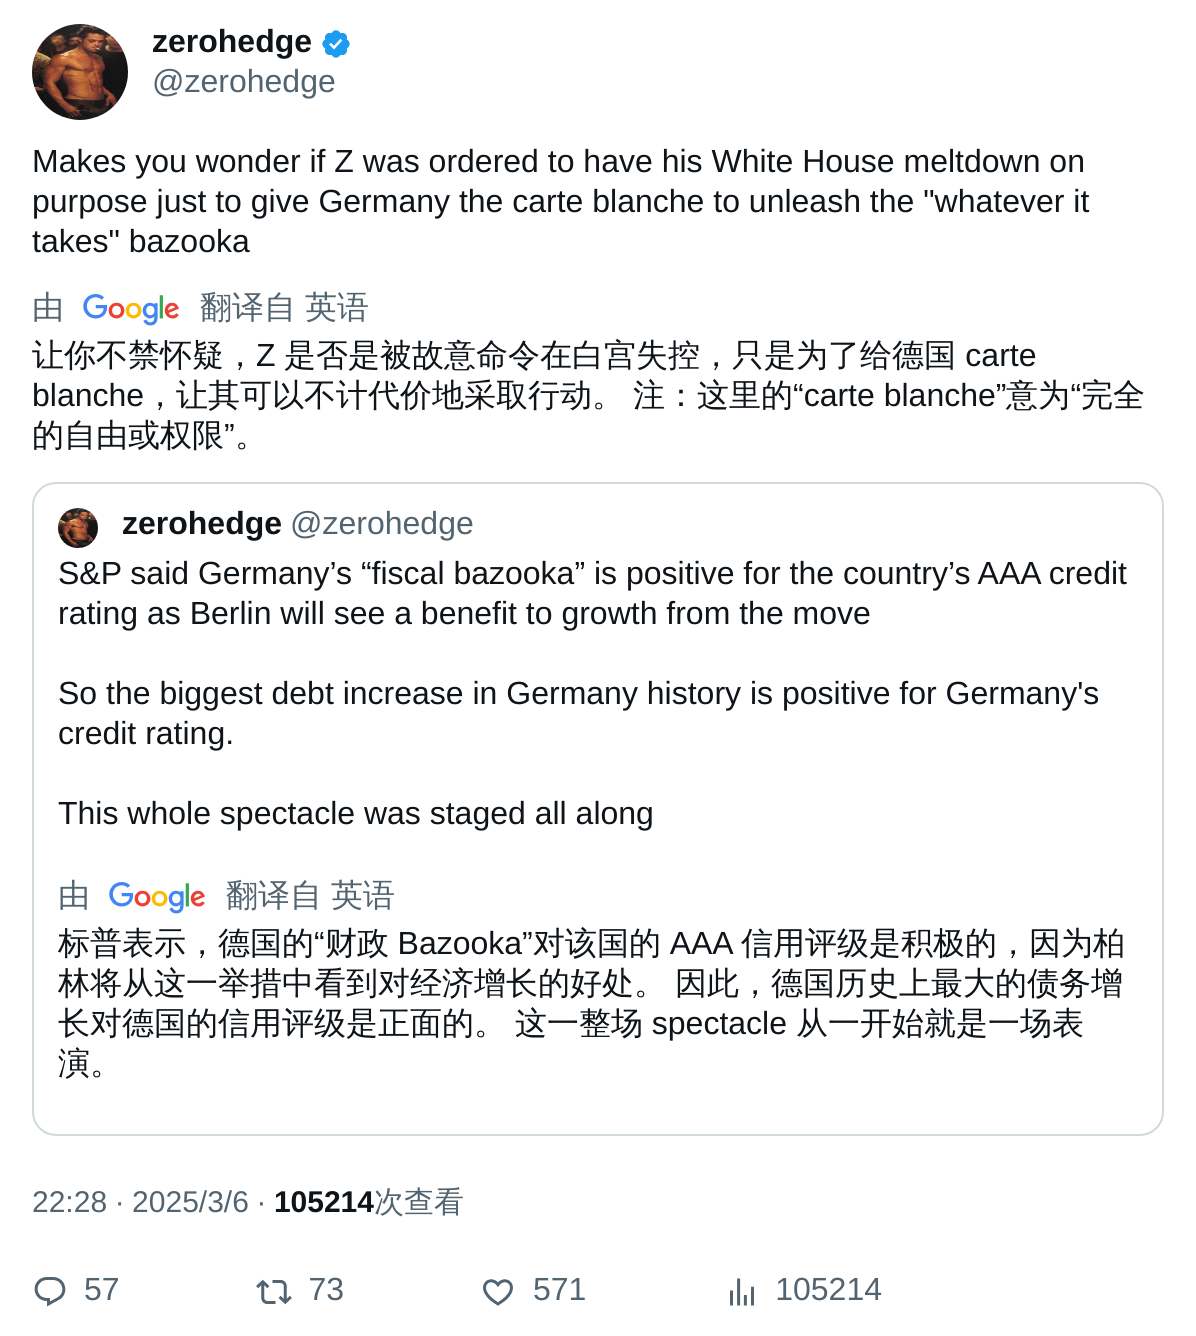 zerohedge
@zerohedge
Makes you wonder if Z was ordered to have his White House meltdown on
purpose just to give Germany the carte blanche to unleash the "whatever it
takes" bazooka
由 Google 翻译自 英语
让你不禁怀疑，Z 是否是被故意命令在白宫失控，只是为了给德国 carte
blanche，让其可以不计代价地采取行动。 注：这里的“carte blanche”意为“完全
的自由或权限”。
zerohedge @zerohedge
S&P said Germany’s “fiscal bazooka” is positive for the country’s AAA credit
rating as Berlin will see a benefit to growth from the move
So the biggest debt increase in Germany history is positive for Germany's
credit rating.
This whole spectacle was staged all along
由 Google 翻译自 英语
标普表示，德国的“财政 Bazooka”对该国的 AAA 信用评级是积极的，因为柏
林将从这一举措中看到对经济增长的好处。 因此，德国历史上最大的债务增
长对德国的信用评级是正面的。 这一整场 spectacle 从一开始就是一场表
演。
22:28 · 2025/3/6 · 105214次查看
57 73 571 105214